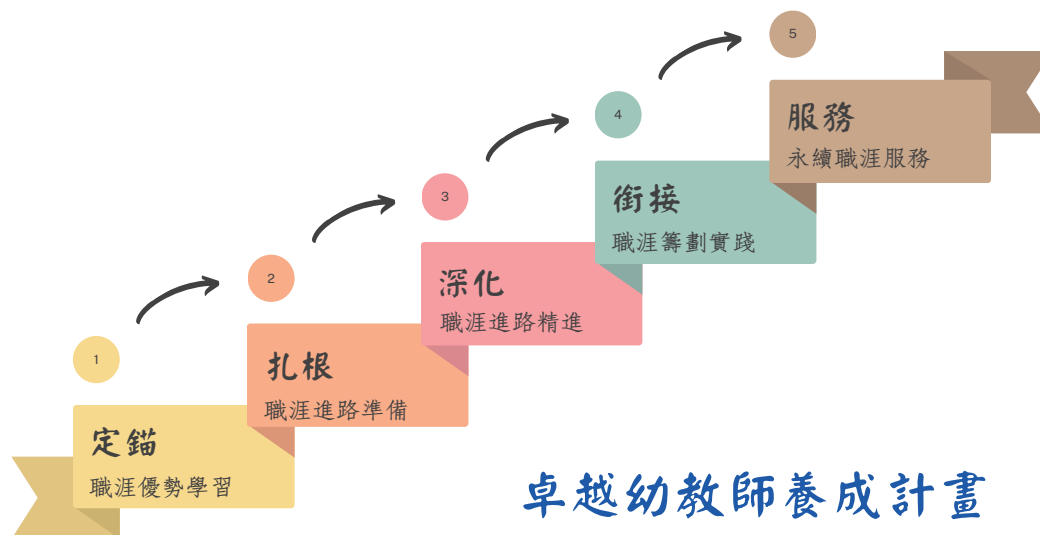 1
定錨
職涯優勢學習
2
扎根
職涯進路準備
3
深化
職涯進路精進
4
銜接
職涯籌劃實踐
5
服務
永續職涯服務
卓越幼教師養成計畫